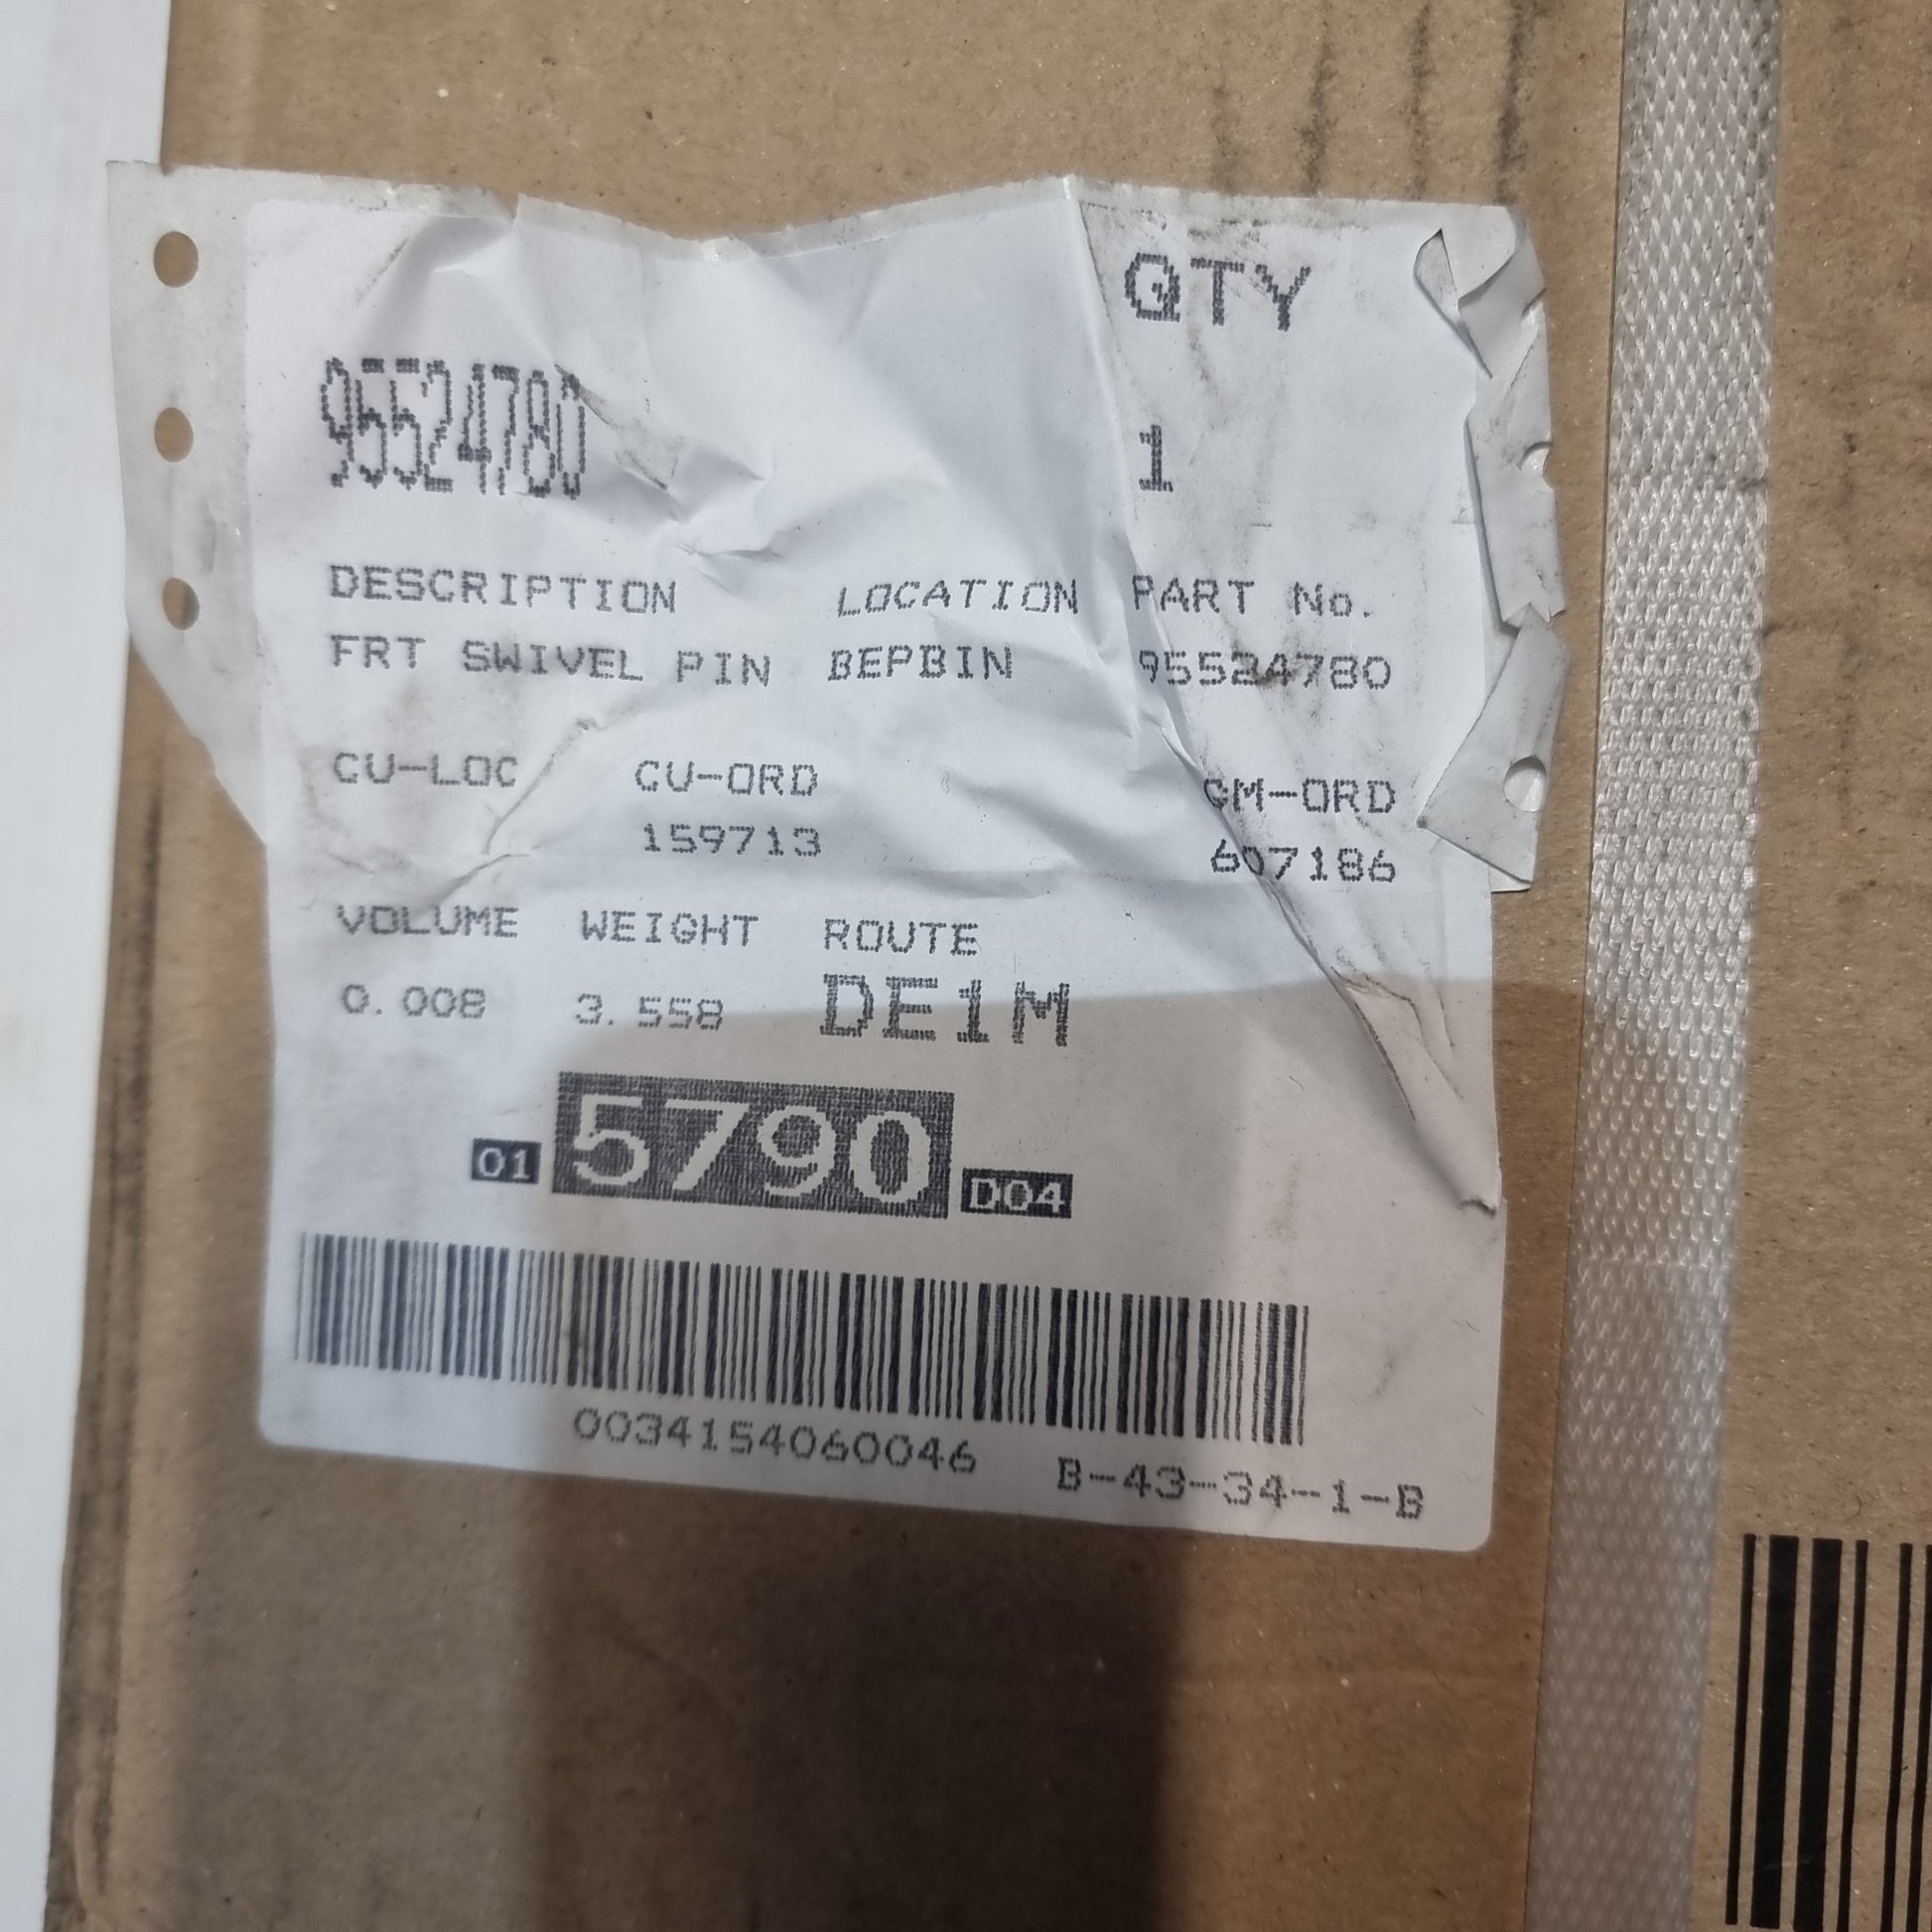 QTY
95524780 1
DESCRIPTION LOCATION PART No.
FRT SWIVEL PIN BEPBIN 95524780
CU-LOC CU-ORD GM-ORD
159713 607186
VOLUME WEIGHT ROUTE
0.008 3.558 DE1M
01 5790 D04
0034154060046 B-43-34-1-B